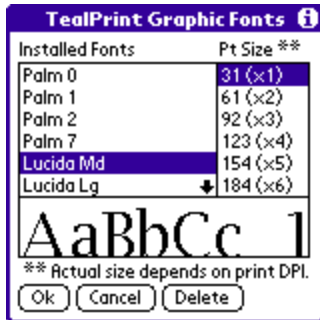 TealPrint Graphic Fonts i
Installed Fonts Pt Size **
Palm 0 31 (x1)
Palm 1 61 (x2)
Palm 2 92 (x3)
Palm 7 123 (x4)
Lucida Md 154 (x5)
Lucida Lg 184 (x6)
AaBbCc 1
** Actual size depends on print DPI.
Ok Cancel Delete